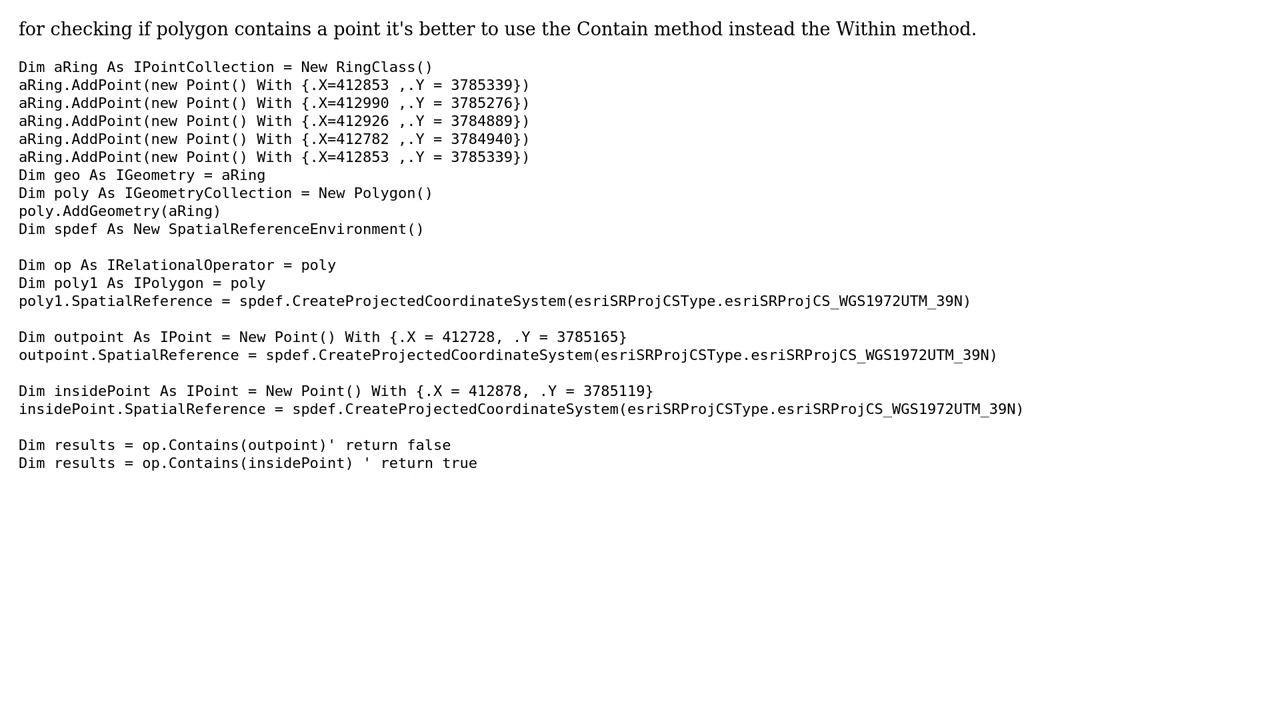 for checking if polygon contains a point it's better to use the Contain method instead the Within method.
Dim aRing As IPointCollection = New RingClass()
aRing.AddPoint(new Point() With {.X=412853 ,.Y = 3785339})
aRing.AddPoint(new Point() With {.X=412990 ,.Y = 3785276})
aRing.AddPoint(new Point() With {.X=412926 ,.Y = 3784889})
aRing.AddPoint(new Point() With {.X=412782 ,.Y = 3784940})
aRing.AddPoint(new Point() With {.X=412853 ,.Y = 3785339})
Dim geo As IGeometry = aRing
Dim poly As IGeometryCollection = New Polygon()
poly.AddGeometry(aRing)
Dim spdef As New SpatialReferenceEnvironment()
Dim op As IRelationalOperator = poly
Dim poly1 As IPolygon = poly
poly1.SpatialReference = spdef.CreateProjectedCoordinateSystem(esriSRProjCSType.esriSRProjCS_WGS1972UTM_39N)
Dim outpoint As IPoint = New Point() With {.X = 412728, .Y = 3785165}
outpoint.SpatialReference = spdef.CreateProjectedCoordinateSystem(esriSRProjCSType.esriSRProjCS_WGS1972UTM_39N)
Dim insidePoint As IPoint = New Point() With {.X = 412878, .Y = 3785119}
insidePoint.SpatialReference = spdef.CreateProjectedCoordinateSystem(esriSRProjCSType.esriSRProjCS_WGS1972UTM_39N)
Dim results = op.Contains(outpoint)' return false
Dim results = op.Contains(insidePoint) ' return true